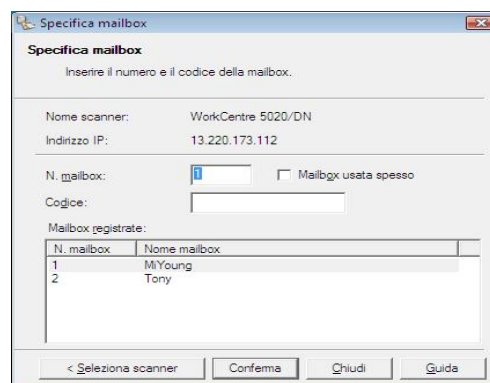 Specifica mailbox
Specifica mailbox
Inserire il numero e il codice della mailbox.
Nome scanner: WorkCentre 5020/DN
Indirizzo IP: 13.220.173.112
N. mailbox: 1 Mailbox usata spesso
Codice:
Mailbox registrate:
N. mailbox Nome mailbox
1 MiYoung
2 Tony
< Seleziona scanner Conferma Chiudi Guida